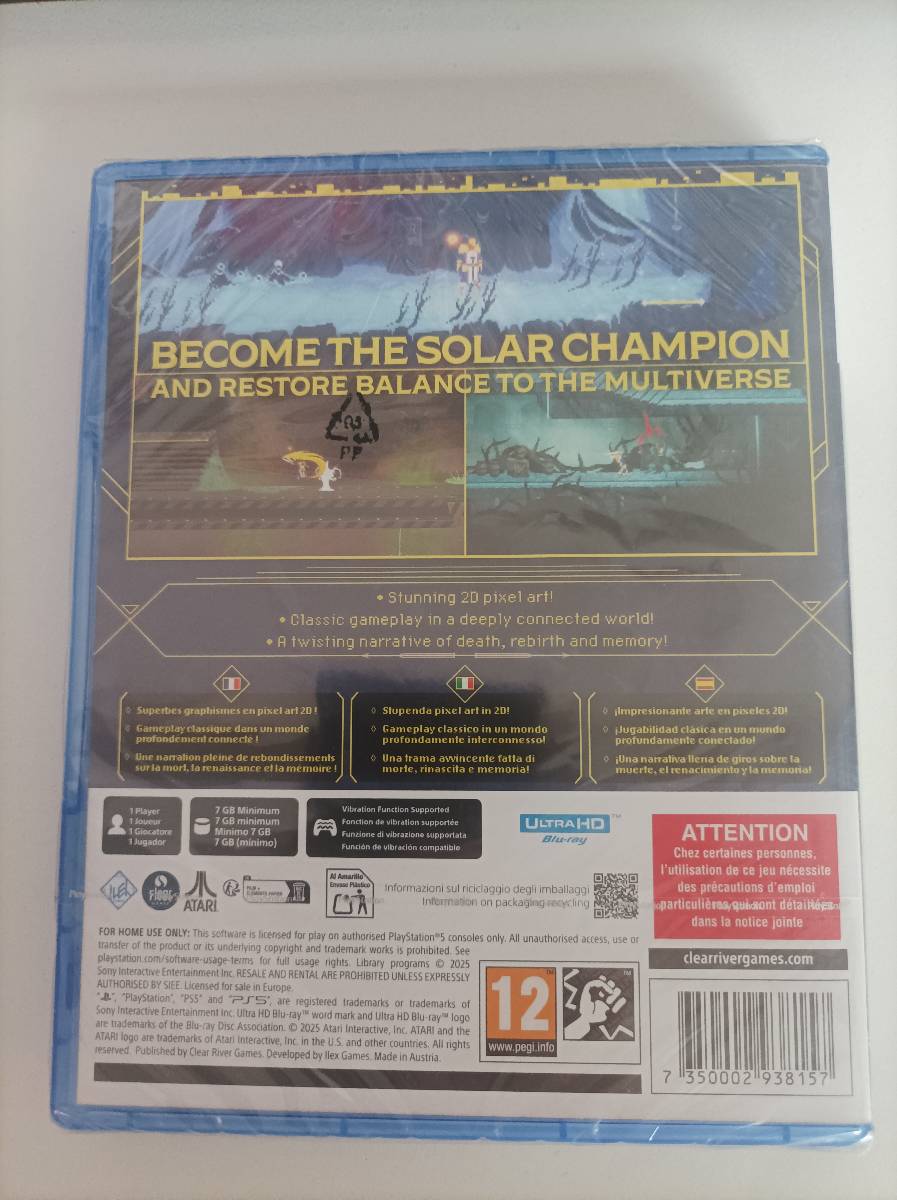 BECOME THE SOLAR CHAMPION
AND RESTORE BALANCE TO THE MULTIVERSE
PP
• Stunning 2D pixel art!
• Classic gameplay in a deeply connected world!
• A twisting narrative of death, rebirth and memory!
◊ Superbes graphismes en pixel art 2D !
◊ Gameplay classique dans un monde
profondement connecte !
◊ Une narration pleine de rebondissements
sur la mort, la renaissance et la mémoire !
◊ Stupenda pixel art in 2D!
◊ Gameplay classico in un mondo
profondamente interconnesso!
◊ Una trama avvincente fatta di
morte, rinascita e memoria!
◊ ¡Impresionante arte en píxeles 2D!
◊ ¡Jugabilidad clásica en un mundo
profundamente conectado!
◊ ¡Una narrativa llena de giros sobre la
muerte, el renacimiento y la memoria!
1 Player
1 Joueur
1 Giocatore
1 Jugador
7 GB Minimum
7 GB minimum
Minimo 7 GB
7 GB (mínimo)
Vibration Function Supported
Fonction de vibration supportée
Funzione di vibrazione supportata
Función de vibración compatible
ULTRA HD™
Blu-ray™
ATTENTION
Chez certaines personnes,
l'utilisation de ce jeu nécessite
des précautions d'emploi
particulières qui sont détaillées
dans la notice jointe
ILEX
Clear River
ATARI
Al Amarillo
Envase Plástico
Informazioni sul riciclaggio degli imballaggi
Information on packaging recycling
FOR HOME USE ONLY: This software is licensed for play on authorised PlayStation®5 consoles only. All unauthorised access, use or
transfer of the product or its underlying copyright and trademark works is prohibited. See
playstation.com/software-usage-terms for full usage rights. Library programs © 2025
Sony Interactive Entertainment Inc. RESALE AND RENTAL ARE PROHIBITED UNLESS EXPRESSLY
AUTHORISED BY SIEE. Licensed for sale in Europe.
" ", "PlayStation", "PS5" and "PS5", are registered trademarks or trademarks of
Sony Interactive Entertainment Inc. Ultra HD Blu-ray™ word mark and Ultra HD Blu-ray™ logo
are trademarks of the Blu-ray Disc Association. © 2025 Atari Interactive, Inc. ATARI and the
ATARI logo are trademarks of Atari Interactive, Inc. in the U.S. and other countries. All rights
reserved. Published by Clear River Games. Developed by Ilex Games. Made in Austria.
12
www.pegi.info
clearrivergames.com
7 350002 938157